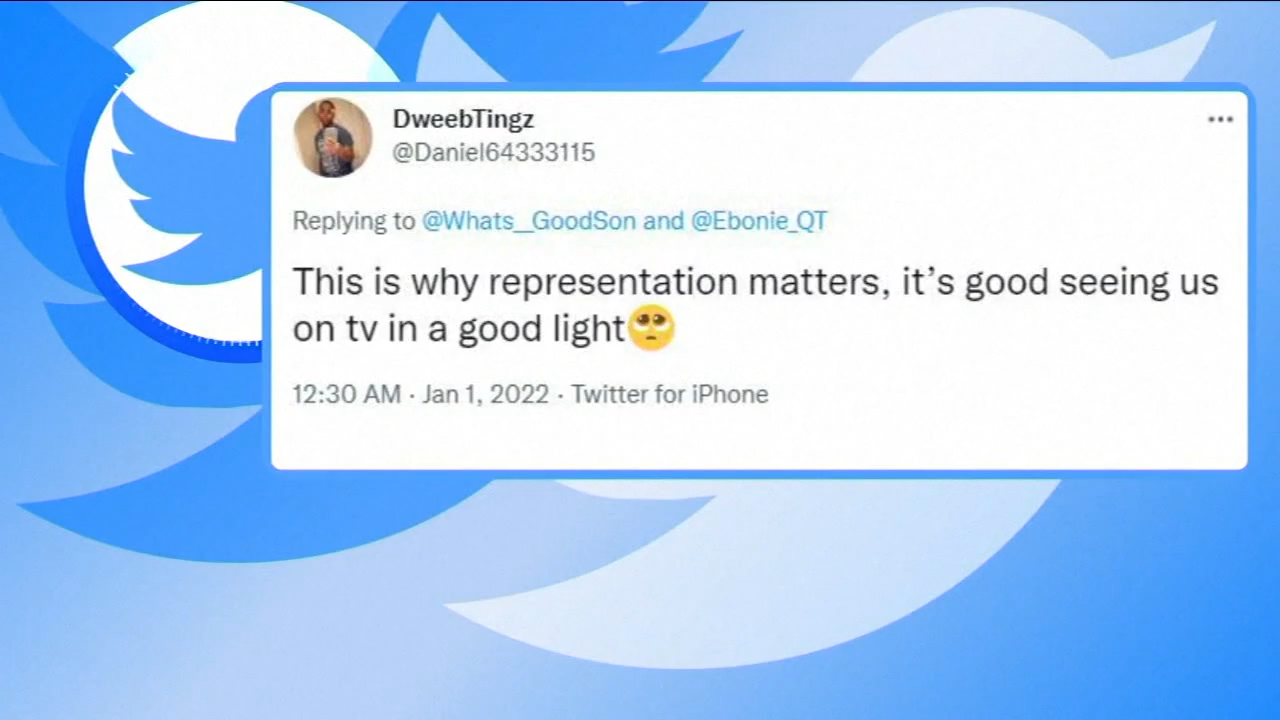 DweebTingz
@Daniel64333115
Replying to @Whats__GoodSon and @Ebonie_QT
This is why representation matters, it’s good seeing us
on tv in a good light🥺
12:30 AM · Jan 1, 2022 · Twitter for iPhone